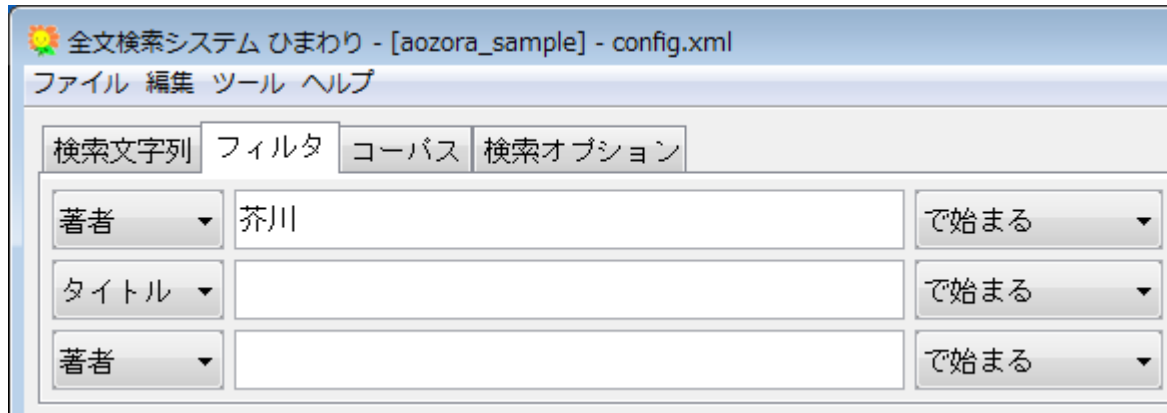 全文検索システム ひまわり - [aozora_sample] - config.xml
ファイル 編集 ツール ヘルプ
検索文字列 フィルタ コーパス 検索オプション
著者 芥川 で始まる
タイトル で始まる
著者 で始まる